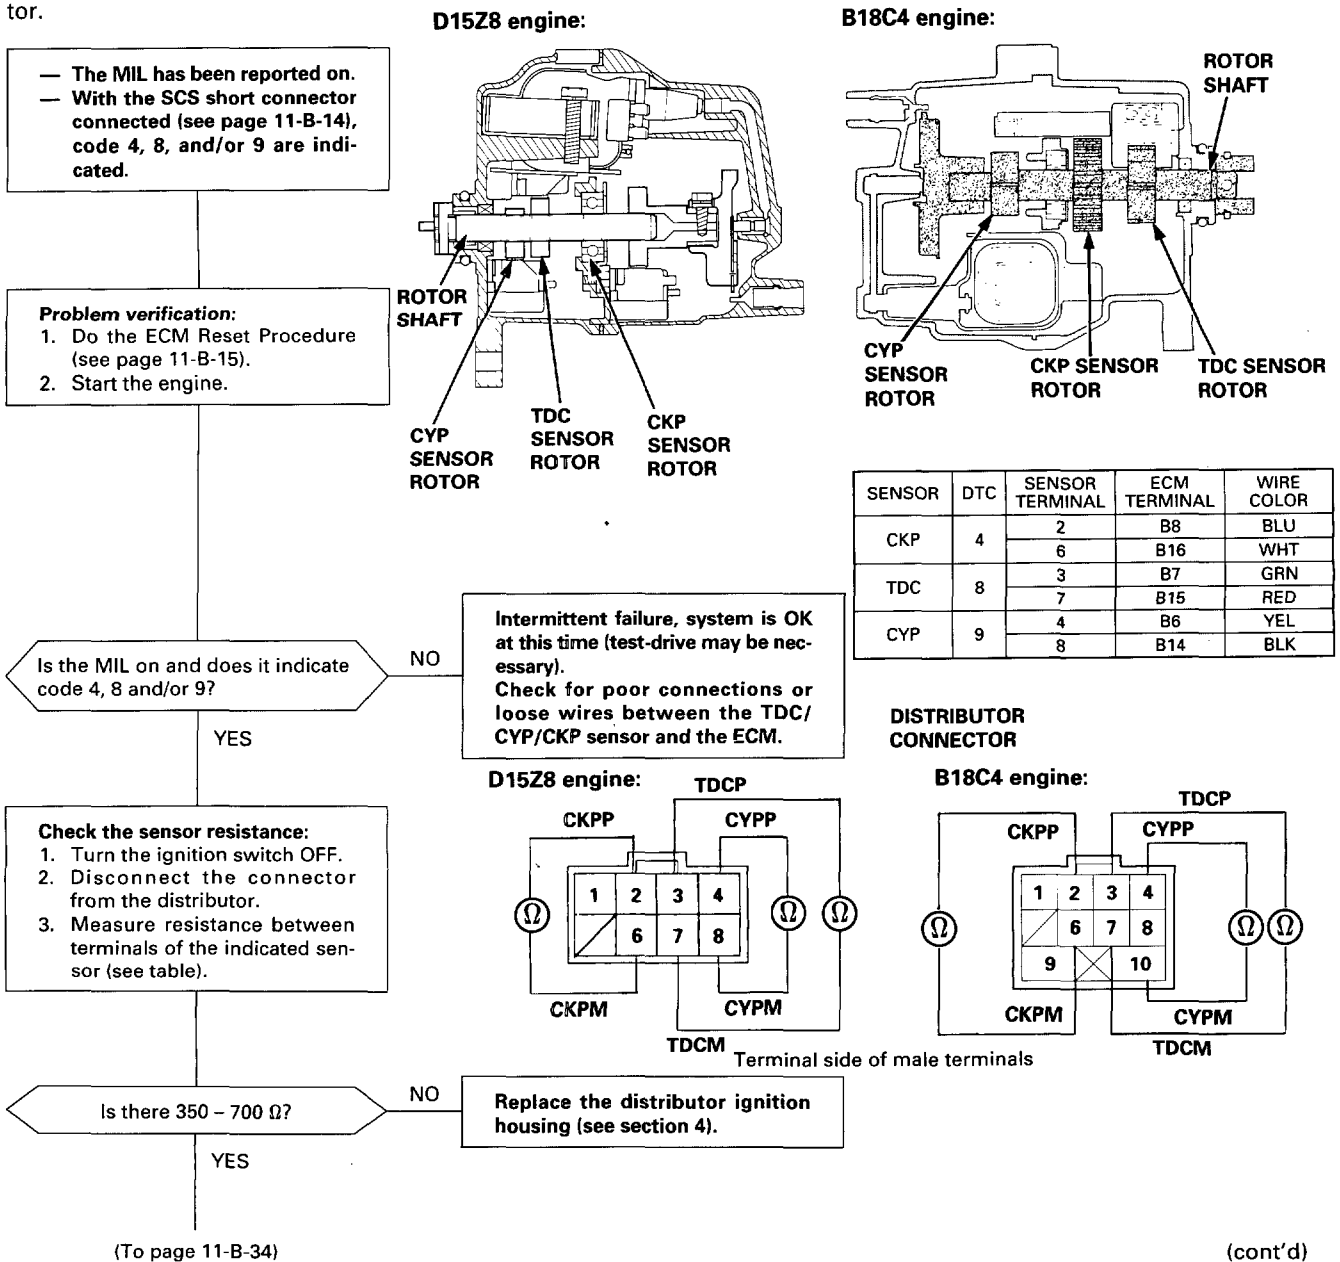 tor.
— The MIL has been reported on.
— With the SCS short connector
connected (see page 11-B-14),
code 4, 8, and/or 9 are indi-
cated.
Problem verification:
1. Do the ECM Reset Procedure
(see page 11-B-15).
2. Start the engine.
D15Z8 engine:
ROTOR
SHAFT
CYP
SENSOR
ROTOR
TDC
SENSOR
ROTOR
CKP
SENSOR
ROTOR
B18C4 engine:
ROTOR
SHAFT
CYP
SENSOR
ROTOR
CKP SENSOR
ROTOR
TDC SENSOR
ROTOR
SENSOR DTC SENSOR TERMINAL ECM TERMINAL WIRE COLOR
CKP 4 2 B8 BLU
6 B16 WHT
TDC 8 3 B7 GRN
7 B15 RED
CYP 9 4 B6 YEL
8 B14 BLK
Is the MIL on and does it indicate
code 4, 8 and/or 9?
NO
Intermittent failure, system is OK
at this time (test-drive may be nec-
essary).
Check for poor connections or
loose wires between the TDC/
CYP/CKP sensor and the ECM.
YES
Check the sensor resistance:
1. Turn the ignition switch OFF.
2. Disconnect the connector
from the distributor.
3. Measure resistance between
terminals of the indicated sen-
sor (see table).
DISTRIBUTOR
CONNECTOR
D15Z8 engine:
TDCP
CKPP CYPP
1 2 3 4
Ω Ω Ω
6 7 8
CKPM CYPM
TDCM
B18C4 engine:
TDCP
CKPP CYPP
1 2 3 4
Ω 6 7 8 Ω Ω
9 10
CKPM CYPM
TDCM
Terminal side of male terminals
Is there 350 – 700 Ω?
NO
Replace the distributor ignition
housing (see section 4).
YES
(To page 11-B-34)
(cont'd)